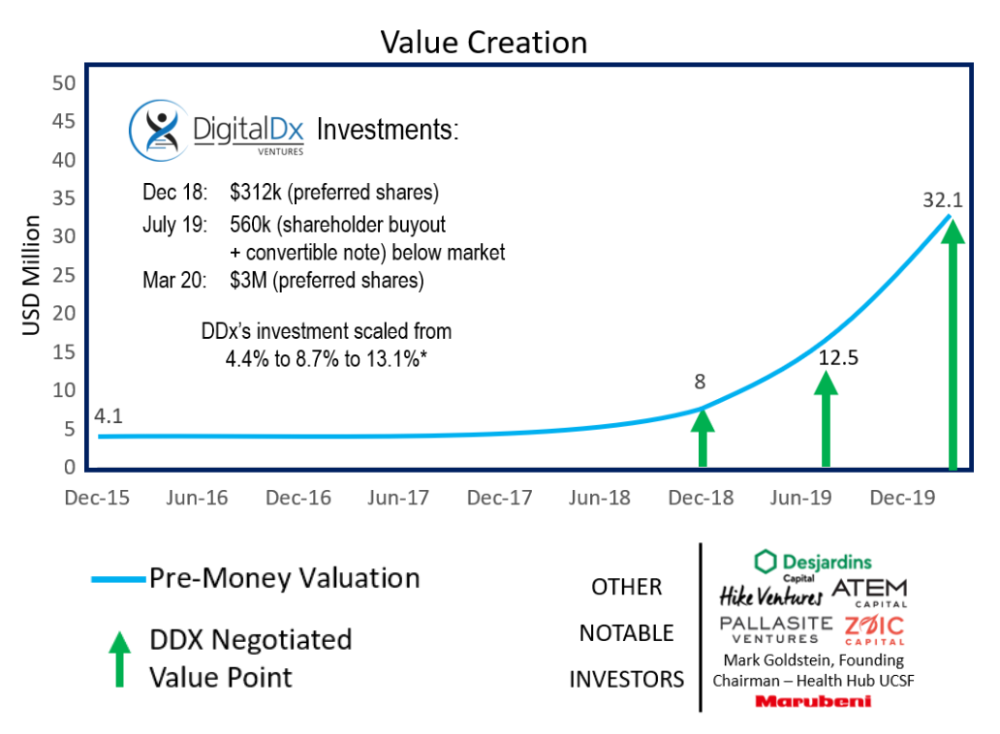 Value Creation
50
45
40
35
30
25
20
15
10
5
0
USD Million
DigitalDx
VENTURES
Investments:
Dec 18: $312k (preferred shares)
July 19: 560k (shareholder buyout
+ convertible note) below market
Mar 20: $3M (preferred shares)
DDx's investment scaled from
4.4% to 8.7% to 13.1%*
4.1
8
12.5
32.1
Dec-15 Jun-16 Dec-16 Jun-17 Dec-17 Jun-18 Dec-18 Jun-19 Dec-19
Pre-Money Valuation
DDX Negotiated
Value Point
OTHER
NOTABLE
INVESTORS
Desjardins
Capital
Hike Ventures
ATEM
CAPITAL
PALLASITE
VENTURES
ZOIC
CAPITAL
Mark Goldstein, Founding
Chairman – Health Hub UCSF
Marubeni